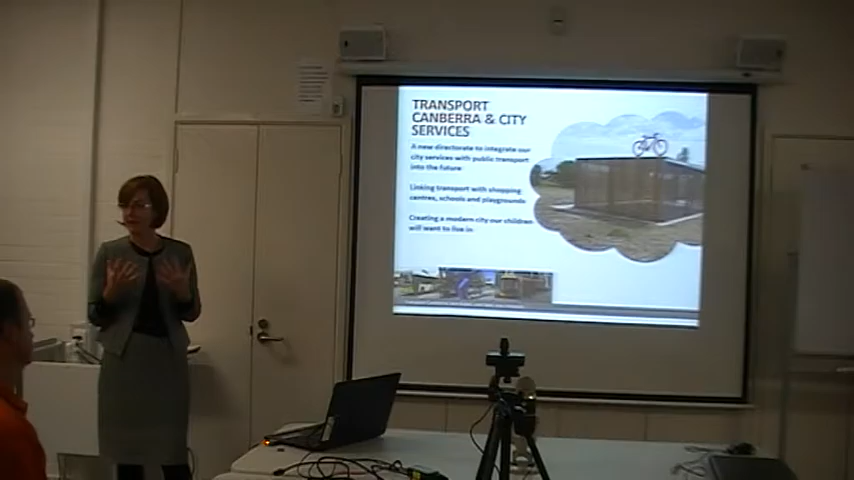 TRANSPORT
CANBERRA & CITY
SERVICES
A new directorate to integrate our
city services with public transport
into the future
Linking transport with shopping
centres, schools and playgrounds
Creating a modern city our children
will want to live in